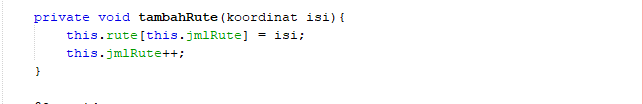 private void tambahRute(koordinat isi){
this.rute[this.jmlRute] = isi;
this.jmlRute++;
}